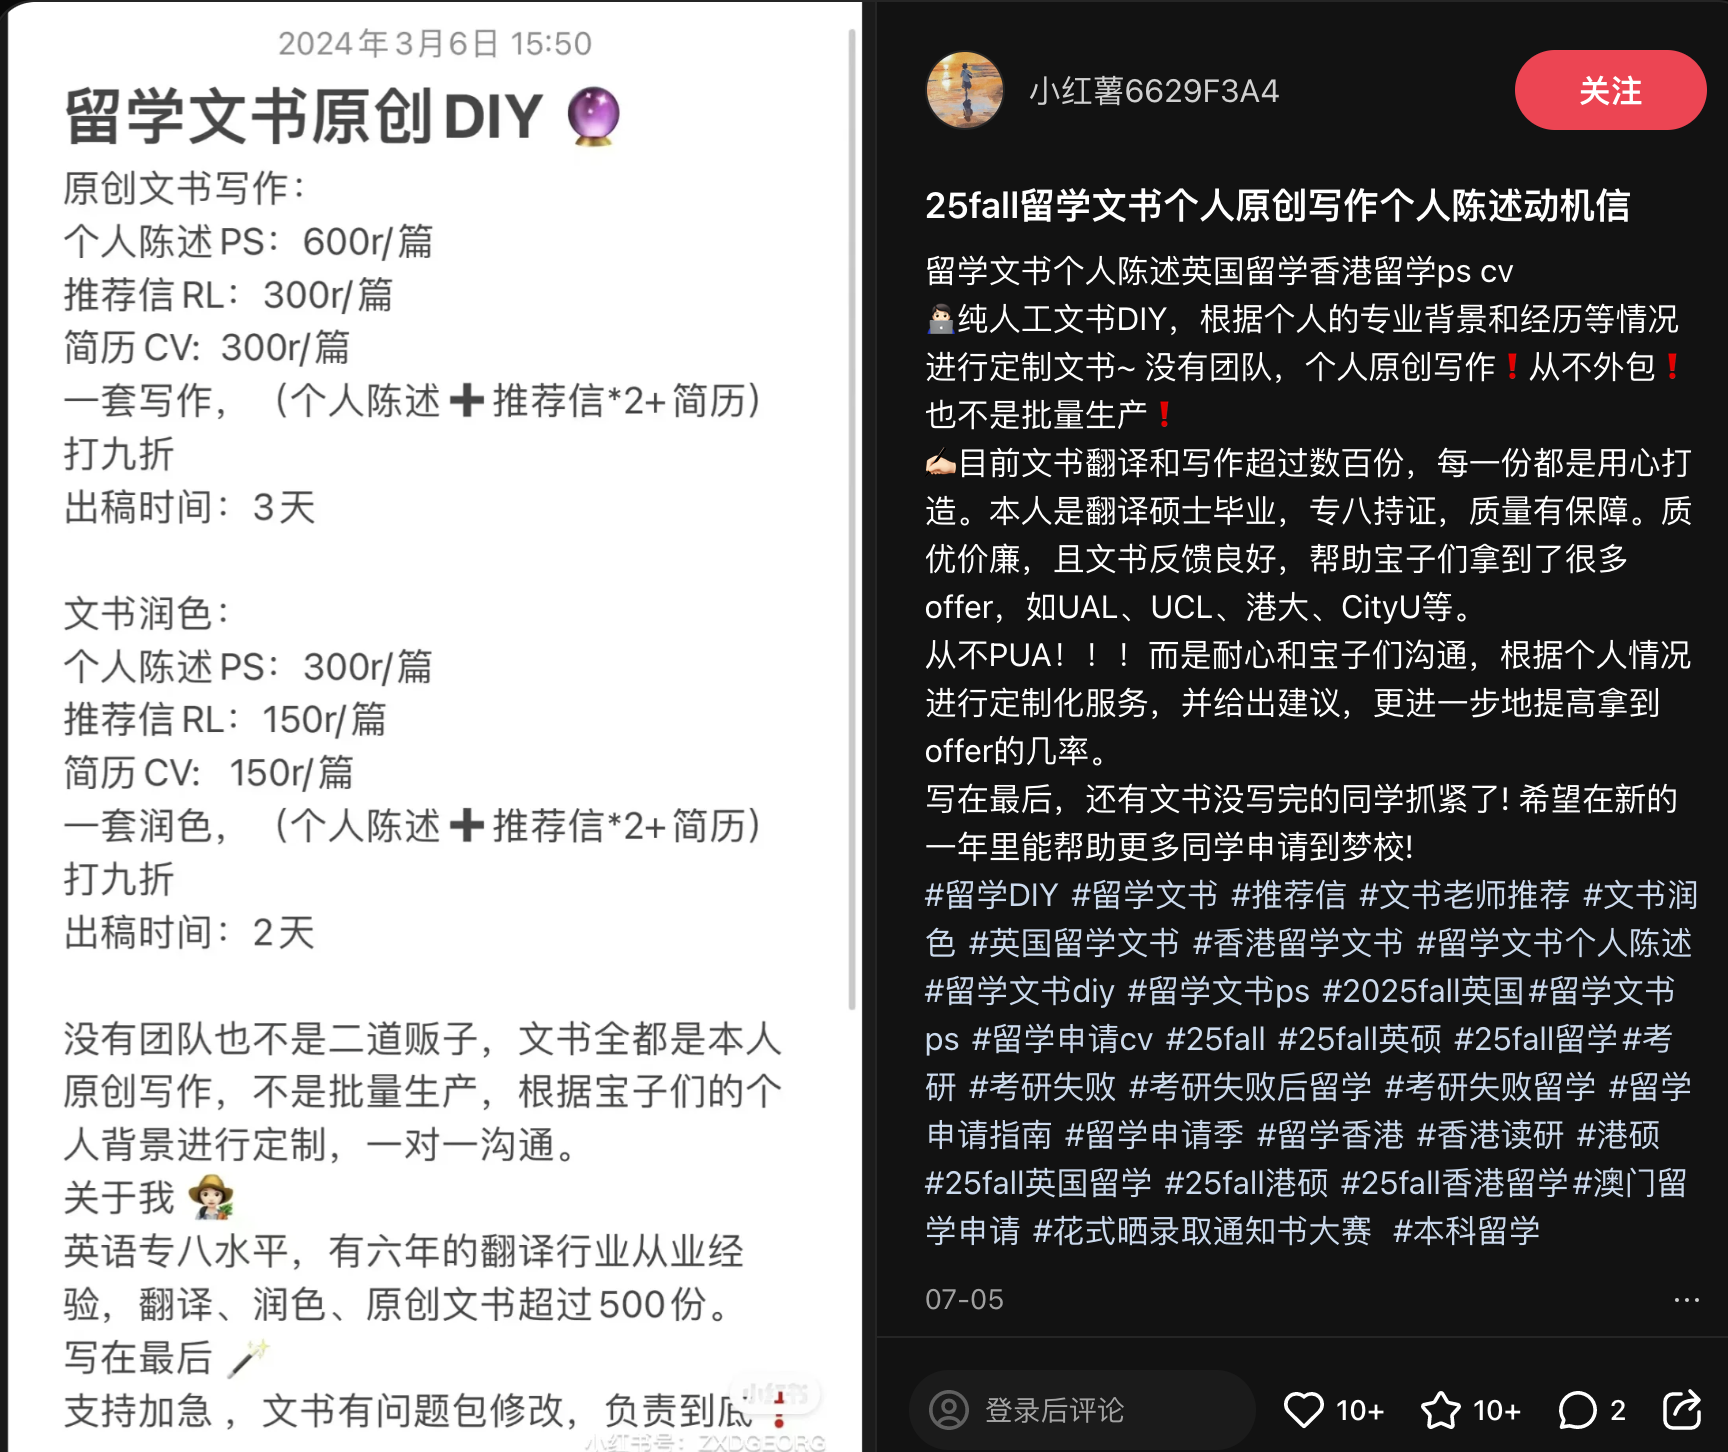 2024年3月6日 15:50
留学文书原创DIY 🔮
原创文书写作：
个人陈述PS：600r/篇
推荐信RL：300r/篇
简历CV: 300r/篇
一套写作，（个人陈述➕推荐信*2+简历）
打九折
出稿时间：3天
文书润色：
个人陈述PS：300r/篇
推荐信RL：150r/篇
简历CV: 150r/篇
一套润色，（个人陈述➕推荐信*2+简历）
打九折
出稿时间：2天
没有团队也不是二道贩子，文书全都是本人
原创写作，不是批量生产，根据宝子们的个
人背景进行定制，一对一沟通。
关于我👩🏻‍🌾
英语专八水平，有六年的翻译行业从业经
验，翻译、润色、原创文书超过500份。
写在最后🪄
支持加急，文书有问题包修改，负责到底❗
小红书
小红书号：ZXDGEORG
小红薯6629F3A4
关注
25fall留学文书个人原创写作个人陈述动机信
留学文书个人陈述英国留学香港留学ps cv
👩🏻‍💻纯人工文书DIY，根据个人的专业背景和经历等情况
进行定制文书~ 没有团队，个人原创写作❗从不外包❗
也不是批量生产❗
✍🏻目前文书翻译和写作超过数百份，每一份都是用心打
造。本人是翻译硕士毕业，专八持证，质量有保障。质
优价廉，且文书反馈良好，帮助宝子们拿到了很多
offer，如UAL、UCL、港大、CityU等。
从不PUA！！！而是耐心和宝子们沟通，根据个人情况
进行定制化服务，并给出建议，更进一步地提高拿到
offer的几率。
写在最后，还有文书没写完的同学抓紧了! 希望在新的
一年里能帮助更多同学申请到梦校!
#留学DIY #留学文书 #推荐信 #文书老师推荐 #文书润
色 #英国留学文书 #香港留学文书 #留学文书个人陈述
#留学文书diy #留学文书ps #2025fall英国#留学文书
ps #留学申请cv #25fall #25fall英硕 #25fall留学#考
研 #考研失败 #考研失败后留学 #考研失败留学 #留学
申请指南 #留学申请季 #留学香港 #香港读研 #港硕
#25fall英国留学 #25fall港硕 #25fall香港留学#澳门留
学申请 #花式晒录取通知书大赛 #本科留学
07-05
登录后评论
10+
10+
2